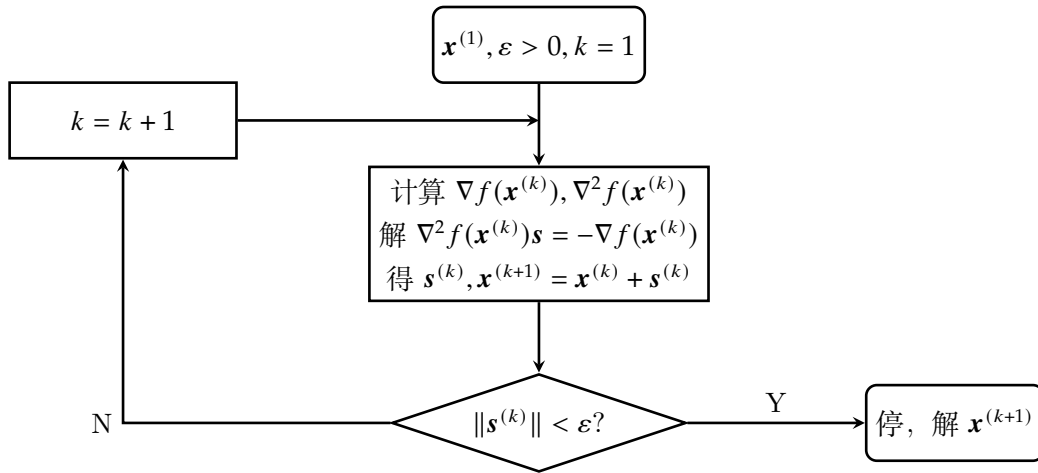 x^{(1)}, ε > 0, k = 1
k = k + 1
计算 ∇f(x^{(k)}), ∇²f(x^{(k)})
解 ∇²f(x^{(k)})s = −∇f(x^{(k)})
得 s^{(k)}, x^{(k+1)} = x^{(k)} + s^{(k)}
N
‖s^{(k)}‖ < ε?
Y
停，解 x^{(k+1)}